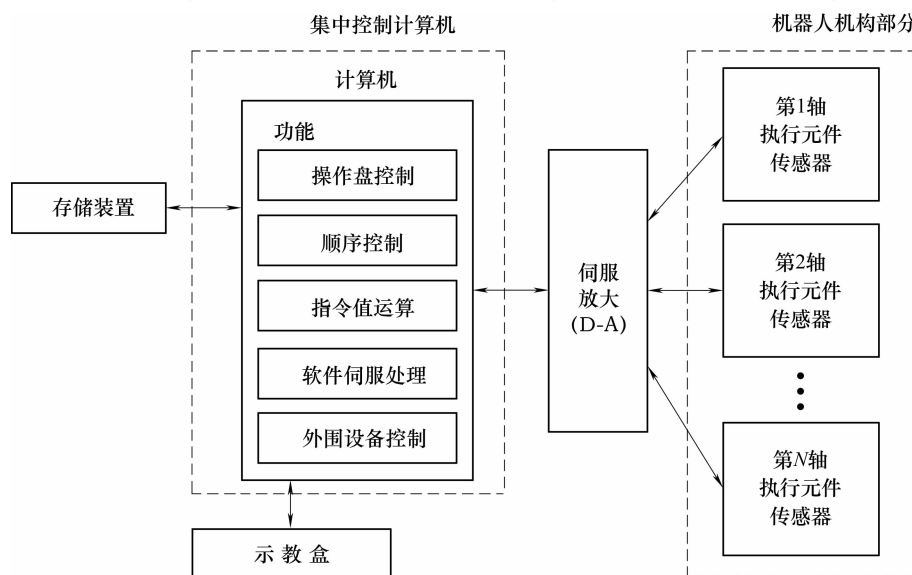 集中控制计算机
机器人机构部分
计算机
功能
操作盘控制
顺序控制
指令值运算
软件伺服处理
外围设备控制
存储装置
示教盒
伺服
放大
(D-A)
第1轴
执行元件
传感器
第2轴
执行元件
传感器
第N轴
执行元件
传感器